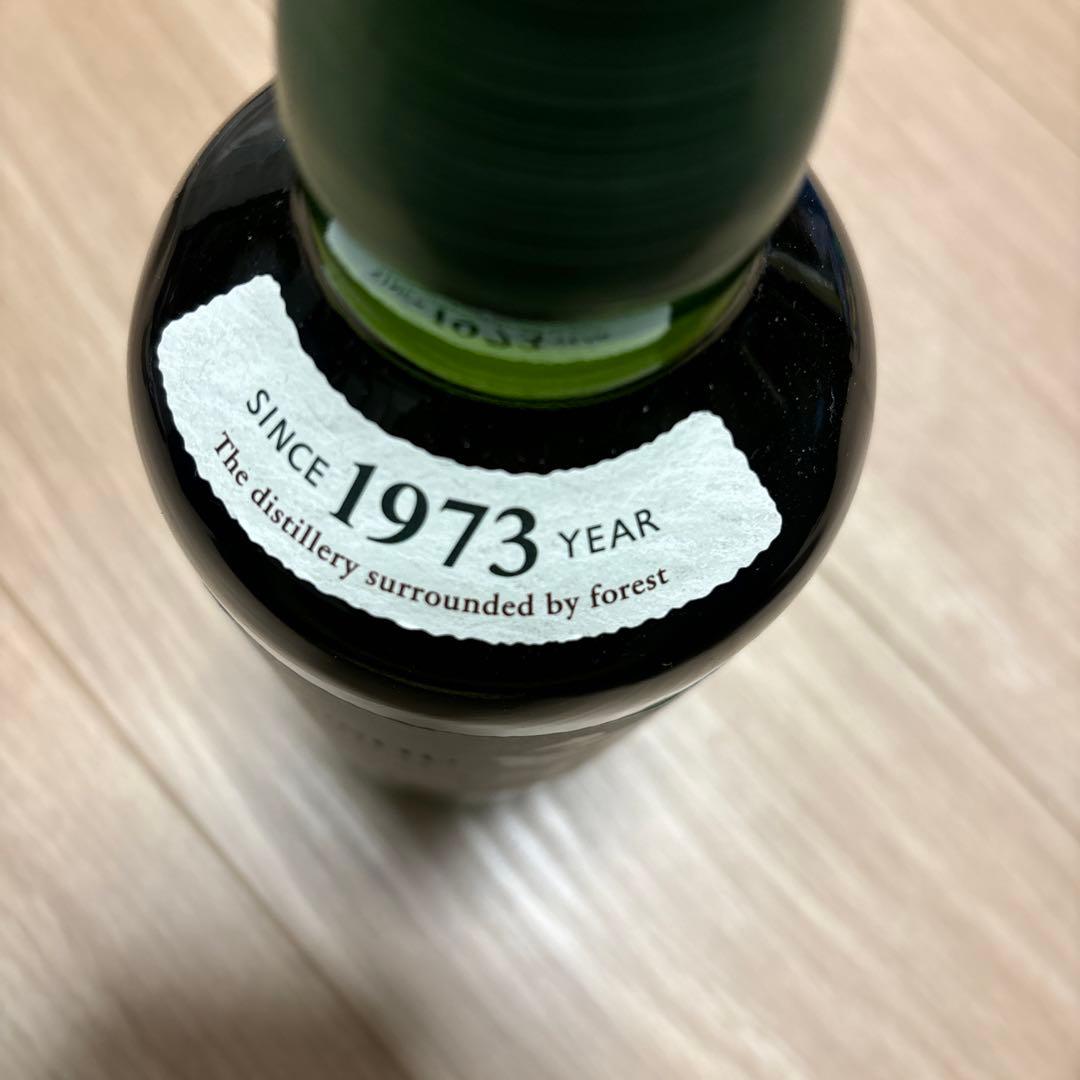 SINCE 1973 YEAR
The distillery surrounded by forest